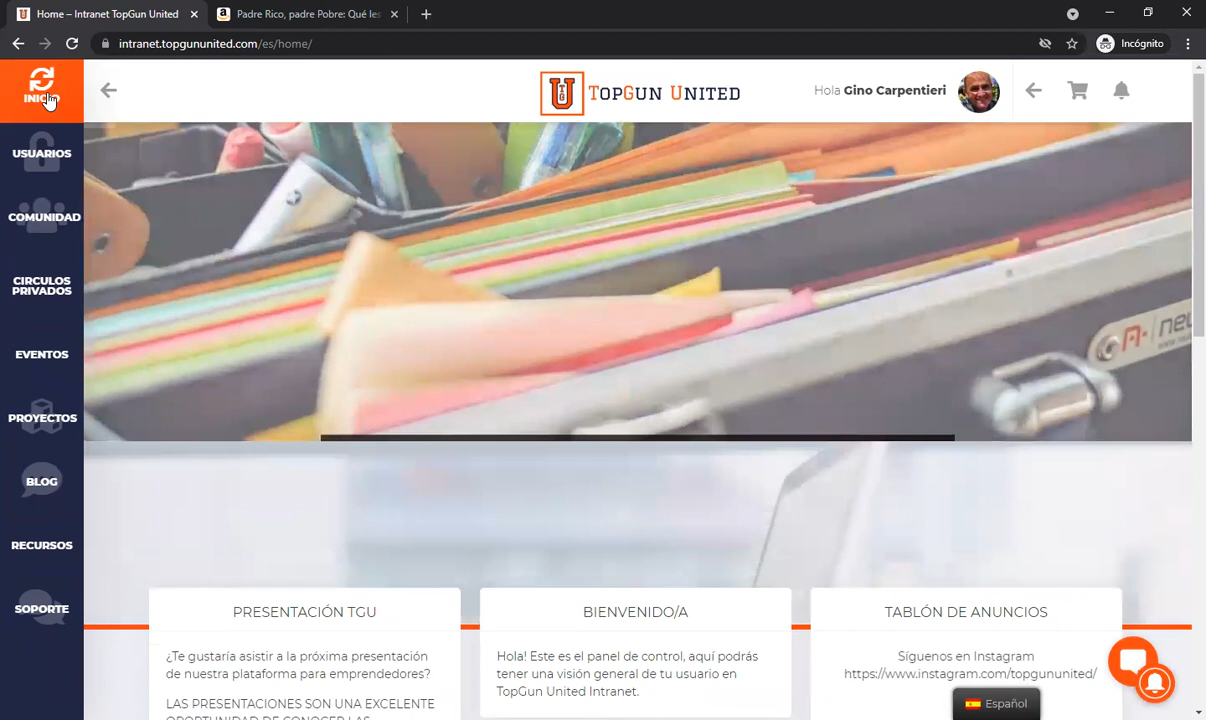 Home – Intranet TopGun United
Padre Rico, padre Pobre: Qué les
intranet.topgununited.com/es/home/
Incógnito
INICIO
TopGun United
Hola Gino Carpentieri
USUARIOS
COMUNIDAD
CIRCULOS
PRIVADOS
EVENTOS
PROYECTOS
BLOG
RECURSOS
SOPORTE
PRESENTACIÓN TGU
¿Te gustaría asistir a la próxima presentación
de nuestra plataforma para emprendedores?
LAS PRESENTACIONES SON UNA EXCELENTE
OPORTUNIDAD DE CONOCER LAS
BIENVENIDO/A
Hola! Este es el panel de control, aquí podrás
tener una visión general de tu usuario en
TopGun United Intranet.
TABLÓN DE ANUNCIOS
Síguenos en Instagram
https://www.instagram.com/topgununited/
Español